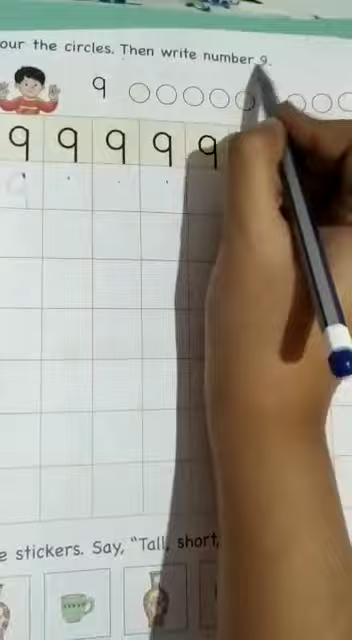 our the circles. Then write number 9.
9
9 9 9 9 9
e stickers. Say, "Tall, short,